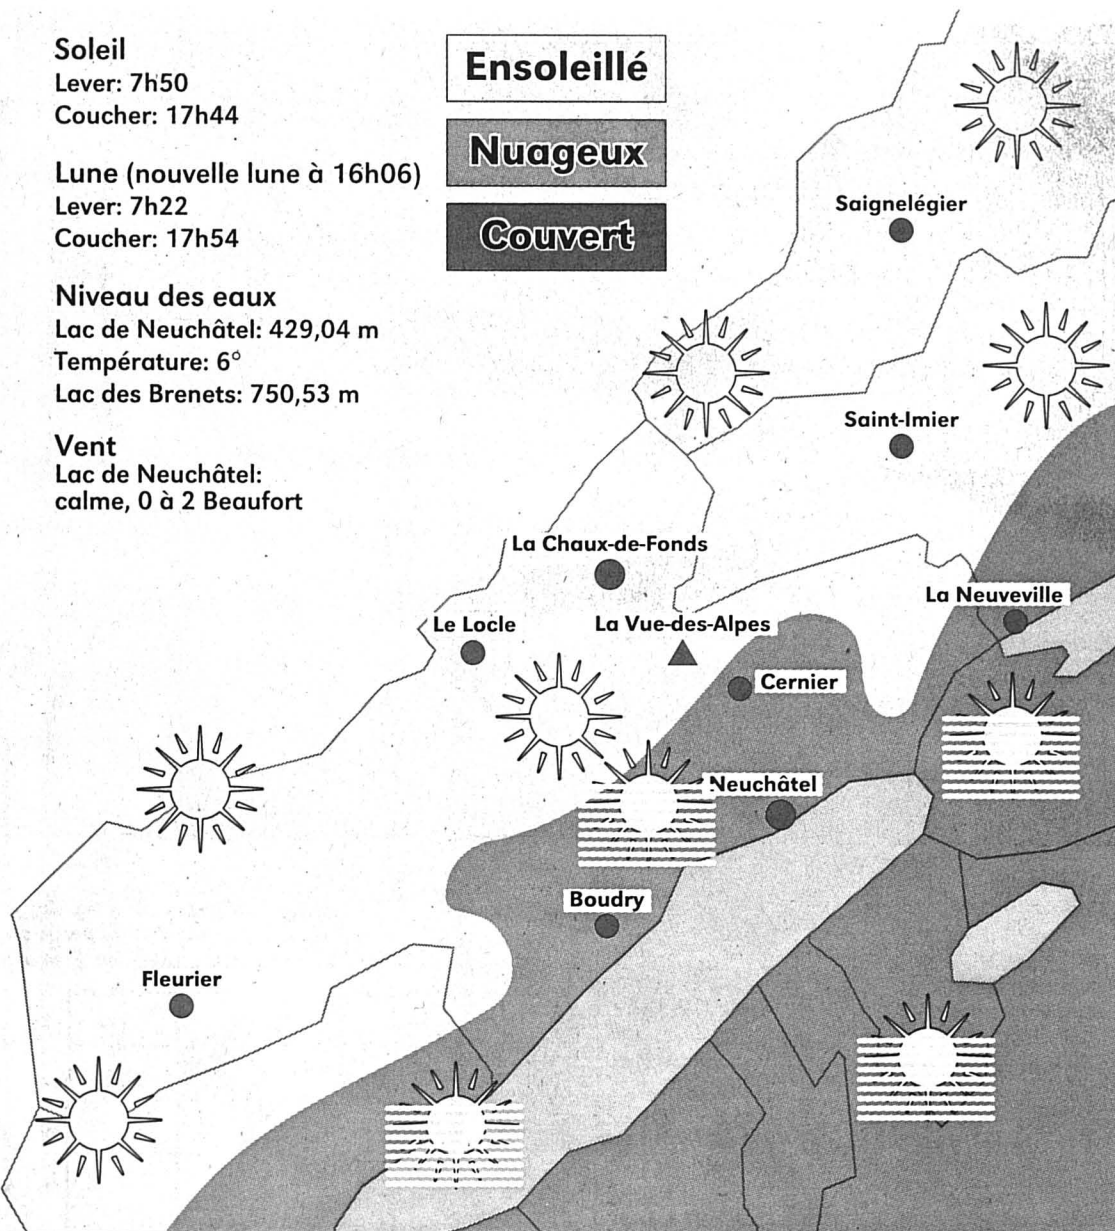 Soleil
Lever: 7h50
Coucher: 17h44
Lune (nouvelle lune à 16h06)
Lever: 7h22
Coucher: 17h54
Niveau des eaux
Lac de Neuchâtel: 429,04 m
Température: 6°
Lac des Brenets: 750,53 m
Vent
Lac de Neuchâtel:
calme, 0 à 2 Beaufort
Ensoleillé
Nuageux
Couvert
Saignelégier
Saint-Imier
La Chaux-de-Fonds
La Neuveville
Le Locle
La Vue-des-Alpes
Cernier
Neuchâtel
Boudry
Fleurier